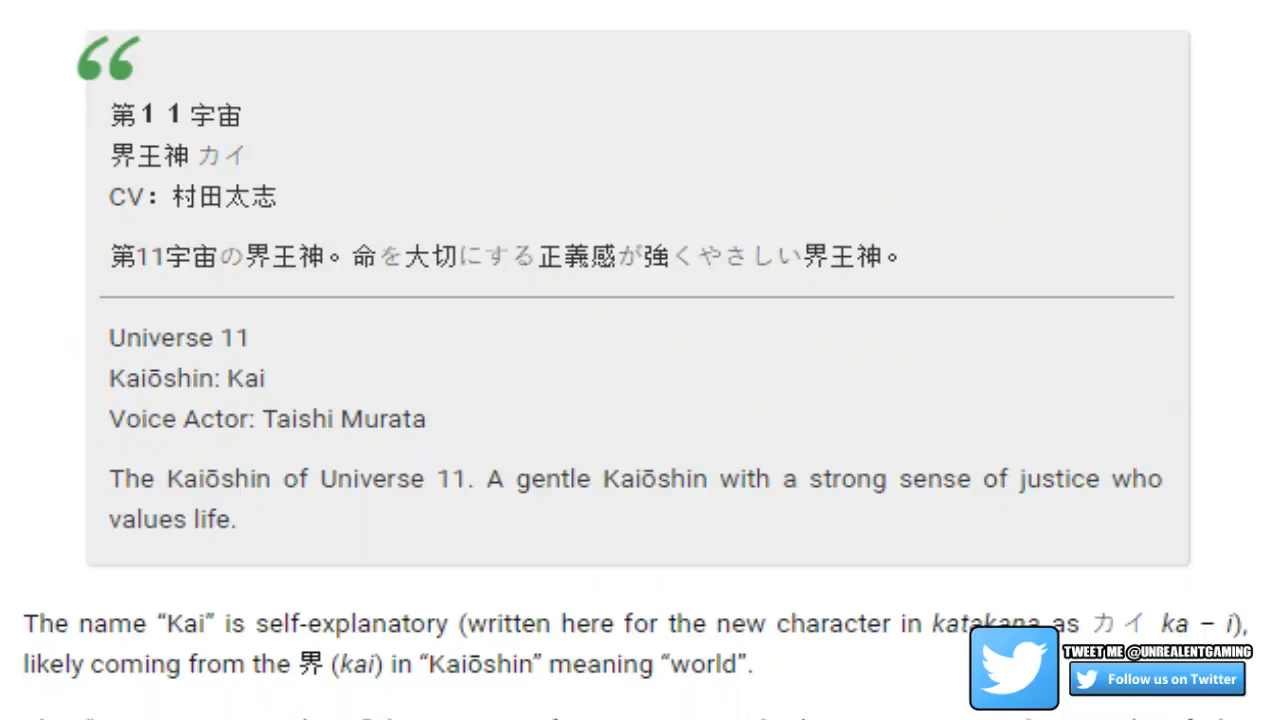 第１１宇宙
界王神 カイ
CV：村田太志
第11宇宙の界王神。命を大切にする正義感が強くやさしい界王神。
Universe 11
Kaiōshin: Kai
Voice Actor: Taishi Murata
The Kaiōshin of Universe 11. A gentle Kaiōshin with a strong sense of justice who
values life.
The name “Kai” is self-explanatory (written here for the new character in katakana as カイ ka – i),
likely coming from the 界 (kai) in “Kaiōshin” meaning “world”.
TWEET ME @UNREALENTGAMING
Follow us on Twitter